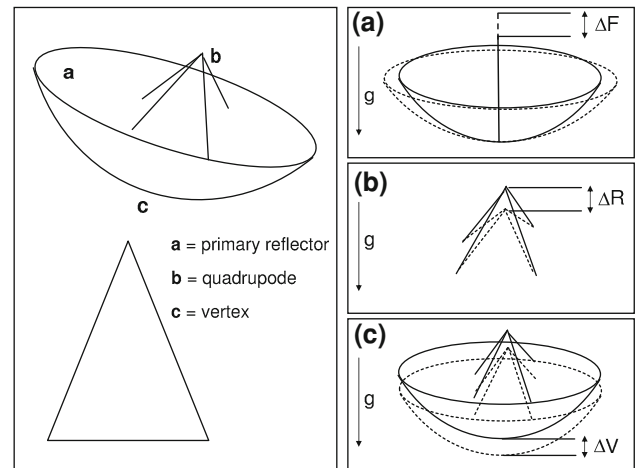 a
b
c
a = primary reflector
b = quadrupode
c = vertex
(a)
ΔF
g
(b)
ΔR
g
(c)
g
ΔV